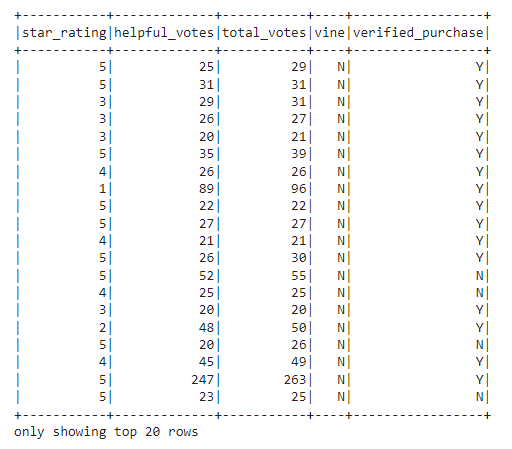 +-----------+-------------+-----------+----+-----------------+
|star_rating|helpful_votes|total_votes|vine|verified_purchase|
+-----------+-------------+-----------+----+-----------------+
|          5|           25|         29|   N|                Y|
|          5|           31|         31|   N|                Y|
|          3|           29|         31|   N|                Y|
|          3|           26|         27|   N|                Y|
|          3|           20|         21|   N|                Y|
|          5|           35|         39|   N|                Y|
|          4|           26|         26|   N|                Y|
|          1|           89|         96|   N|                Y|
|          5|           22|         22|   N|                Y|
|          5|           27|         27|   N|                Y|
|          4|           21|         21|   N|                Y|
|          5|           26|         30|   N|                Y|
|          5|           52|         55|   N|                N|
|          4|           25|         25|   N|                N|
|          3|           20|         20|   N|                Y|
|          2|           48|         50|   N|                Y|
|          5|           20|         26|   N|                N|
|          4|           45|         49|   N|                Y|
|          5|          247|        263|   N|                Y|
|          5|           23|         25|   N|                N|
+-----------+-------------+-----------+----+-----------------+
only showing top 20 rows